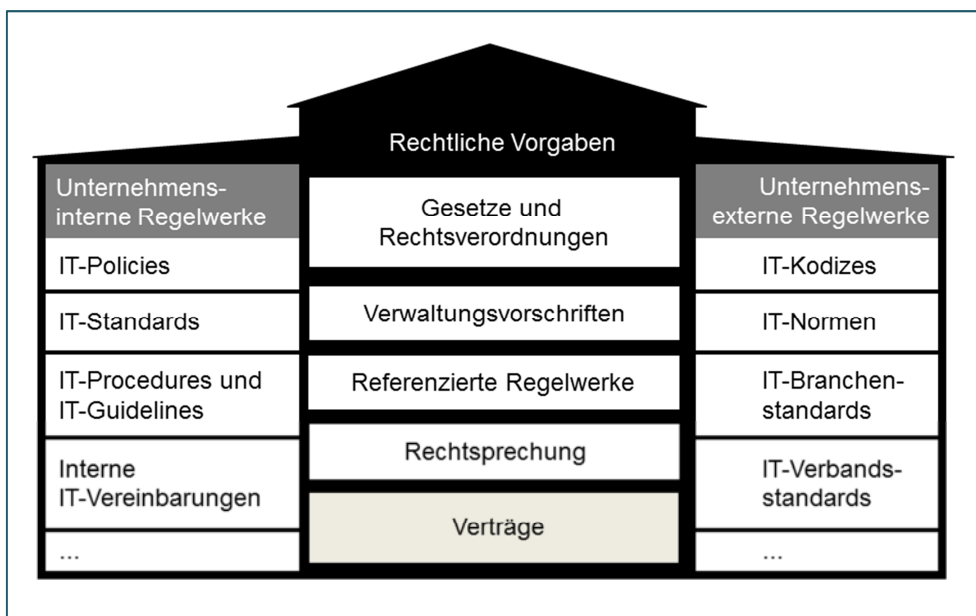 Rechtliche Vorgaben
Unternehmens-
interne Regelwerke
IT-Policies
IT-Standards
IT-Procedures und
IT-Guidelines
Interne
IT-Vereinbarungen
...
Gesetze und
Rechtsverordnungen
Verwaltungsvorschriften
Referenzierte Regelwerke
Rechtsprechung
Verträge
Unternehmens-
externe Regelwerke
IT-Kodizes
IT-Normen
IT-Branchen-
standards
IT-Verbands-
standards
...